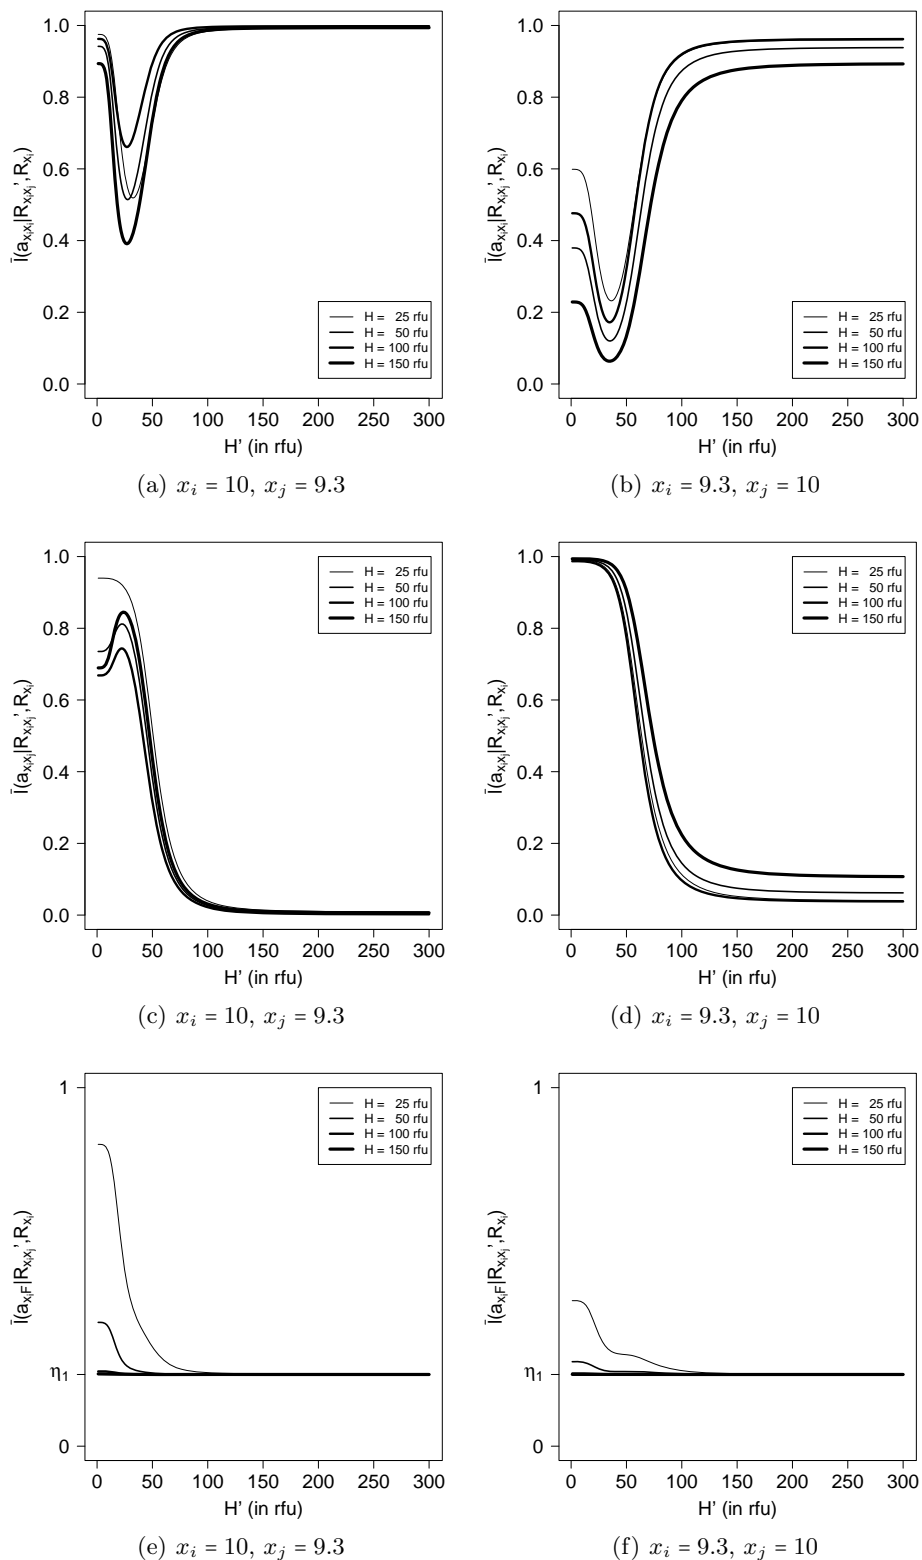 1.0
0.8
0.6
0.4
0.2
0.0
Ī(a_{x_i x_i}|R_{x_i x_j}', R_{x_i})
H = 25 rfu
H = 50 rfu
H = 100 rfu
H = 150 rfu
0 50 100 150 200 250 300
H' (in rfu)
(a) x_i = 10, x_j = 9.3
1.0
0.8
0.6
0.4
0.2
0.0
Ī(a_{x_i x_i}|R_{x_i x_j}', R_{x_i})
H = 25 rfu
H = 50 rfu
H = 100 rfu
H = 150 rfu
0 50 100 150 200 250 300
H' (in rfu)
(b) x_i = 9.3, x_j = 10
1.0
0.8
0.6
0.4
0.2
0.0
Ī(a_{x_i x_j}|R_{x_i x_j}', R_{x_i})
H = 25 rfu
H = 50 rfu
H = 100 rfu
H = 150 rfu
0 50 100 150 200 250 300
H' (in rfu)
(c) x_i = 10, x_j = 9.3
1.0
0.8
0.6
0.4
0.2
0.0
Ī(a_{x_i x_j}|R_{x_i x_j}', R_{x_i})
H = 25 rfu
H = 50 rfu
H = 100 rfu
H = 150 rfu
0 50 100 150 200 250 300
H' (in rfu)
(d) x_i = 9.3, x_j = 10
1
η_1
0
Ī(a_{x_i F}|R_{x_i x_j}', R_{x_i})
H = 25 rfu
H = 50 rfu
H = 100 rfu
H = 150 rfu
0 50 100 150 200 250 300
H' (in rfu)
(e) x_i = 10, x_j = 9.3
1
η_1
0
Ī(a_{x_i F}|R_{x_i x_j}', R_{x_i})
H = 25 rfu
H = 50 rfu
H = 100 rfu
H = 150 rfu
0 50 100 150 200 250 300
H' (in rfu)
(f) x_i = 9.3, x_j = 10